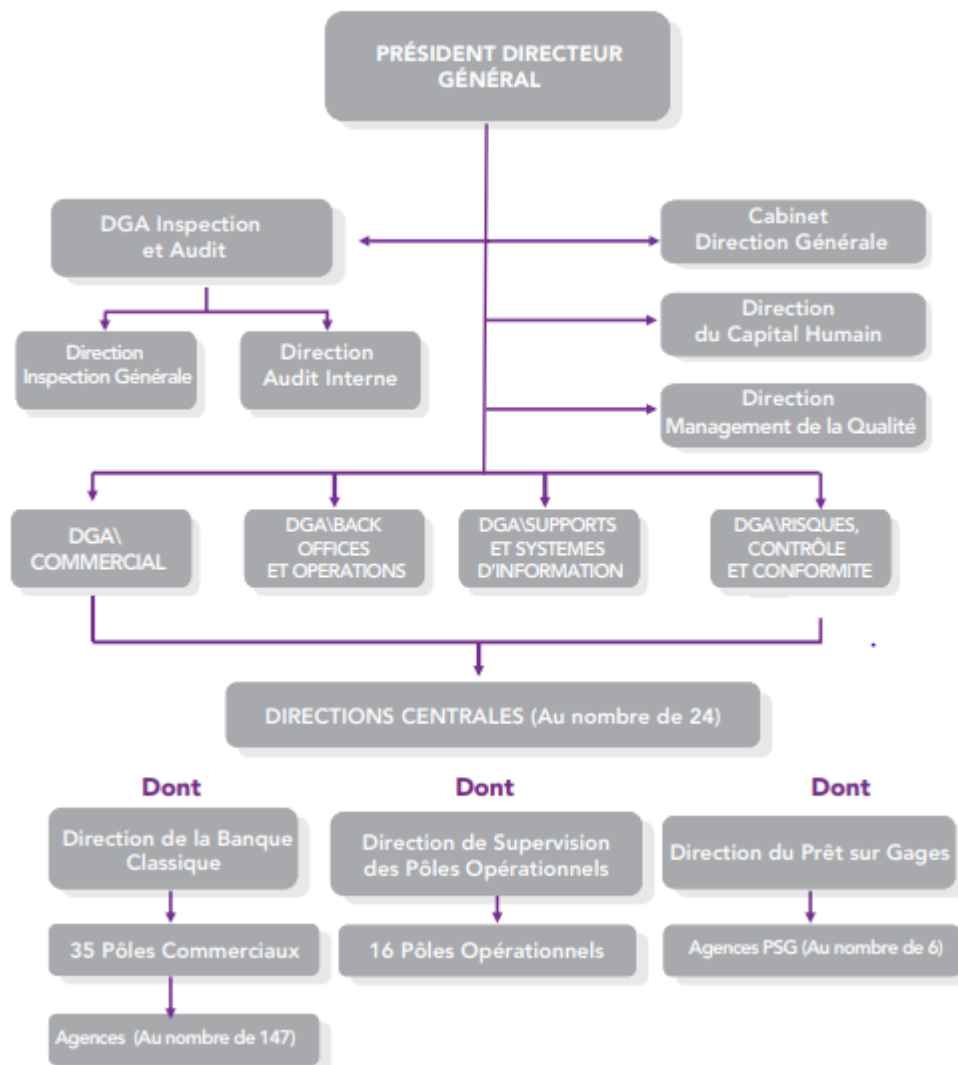 PRÉSIDENT DIRECTEUR
GÉNÉRAL
DGA Inspection
et Audit
Cabinet
Direction Générale
Direction
Inspection Générale
Direction
Audit Interne
Direction
du Capital Humain
Direction
Management de la Qualité
DGA\
COMMERCIAL
DGA\BACK
OFFICES
ET OPERATIONS
DGA\SUPPORTS
ET SYSTEMES
D'INFORMATION
DGA\RISQUES,
CONTRÔLE
ET CONFORMITE
DIRECTIONS CENTRALES (Au nombre de 24)
Dont
Dont
Dont
Direction de la Banque
Classique
Direction de Supervision
des Pôles Opérationnels
Direction du Prêt sur Gages
35 Pôles Commerciaux
16 Pôles Opérationnels
Agences PSG (Au nombre de 6)
Agences (Au nombre de 147)